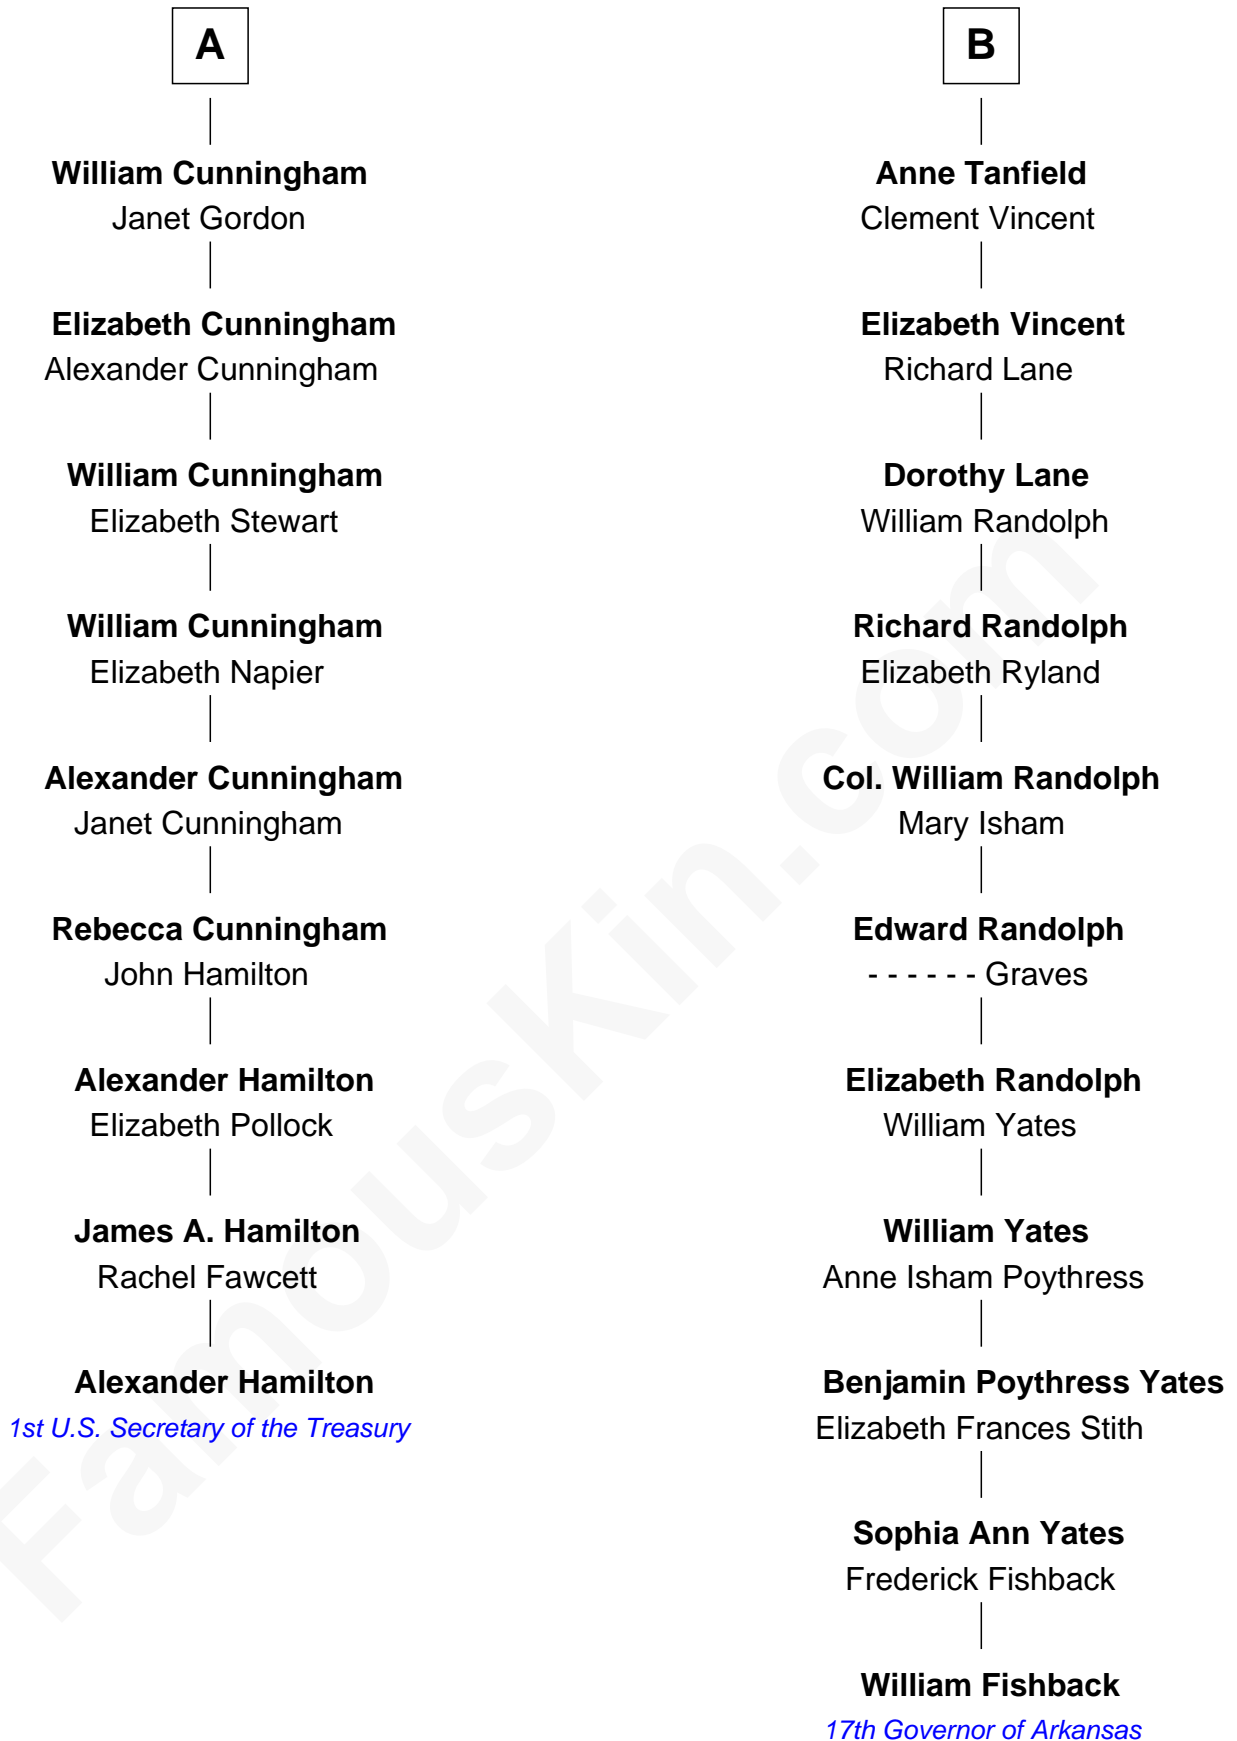 A
William Cunningham
Janet Gordon
Elizabeth Cunningham
Alexander Cunningham
William Cunningham
Elizabeth Stewart
William Cunningham
Elizabeth Napier
Alexander Cunningham
Janet Cunningham
Rebecca Cunningham
John Hamilton
Alexander Hamilton
Elizabeth Pollock
James A. Hamilton
Rachel Fawcett
Alexander Hamilton
1st U.S. Secretary of the Treasury
B
Anne Tanfield
Clement Vincent
Elizabeth Vincent
Richard Lane
Dorothy Lane
William Randolph
Richard Randolph
Elizabeth Ryland
Col. William Randolph
Mary Isham
Edward Randolph
- - - - - - Graves
Elizabeth Randolph
William Yates
William Yates
Anne Isham Poythress
Benjamin Poythress Yates
Elizabeth Frances Stith
Sophia Ann Yates
Frederick Fishback
William Fishback
17th Governor of Arkansas
FamousKin.com